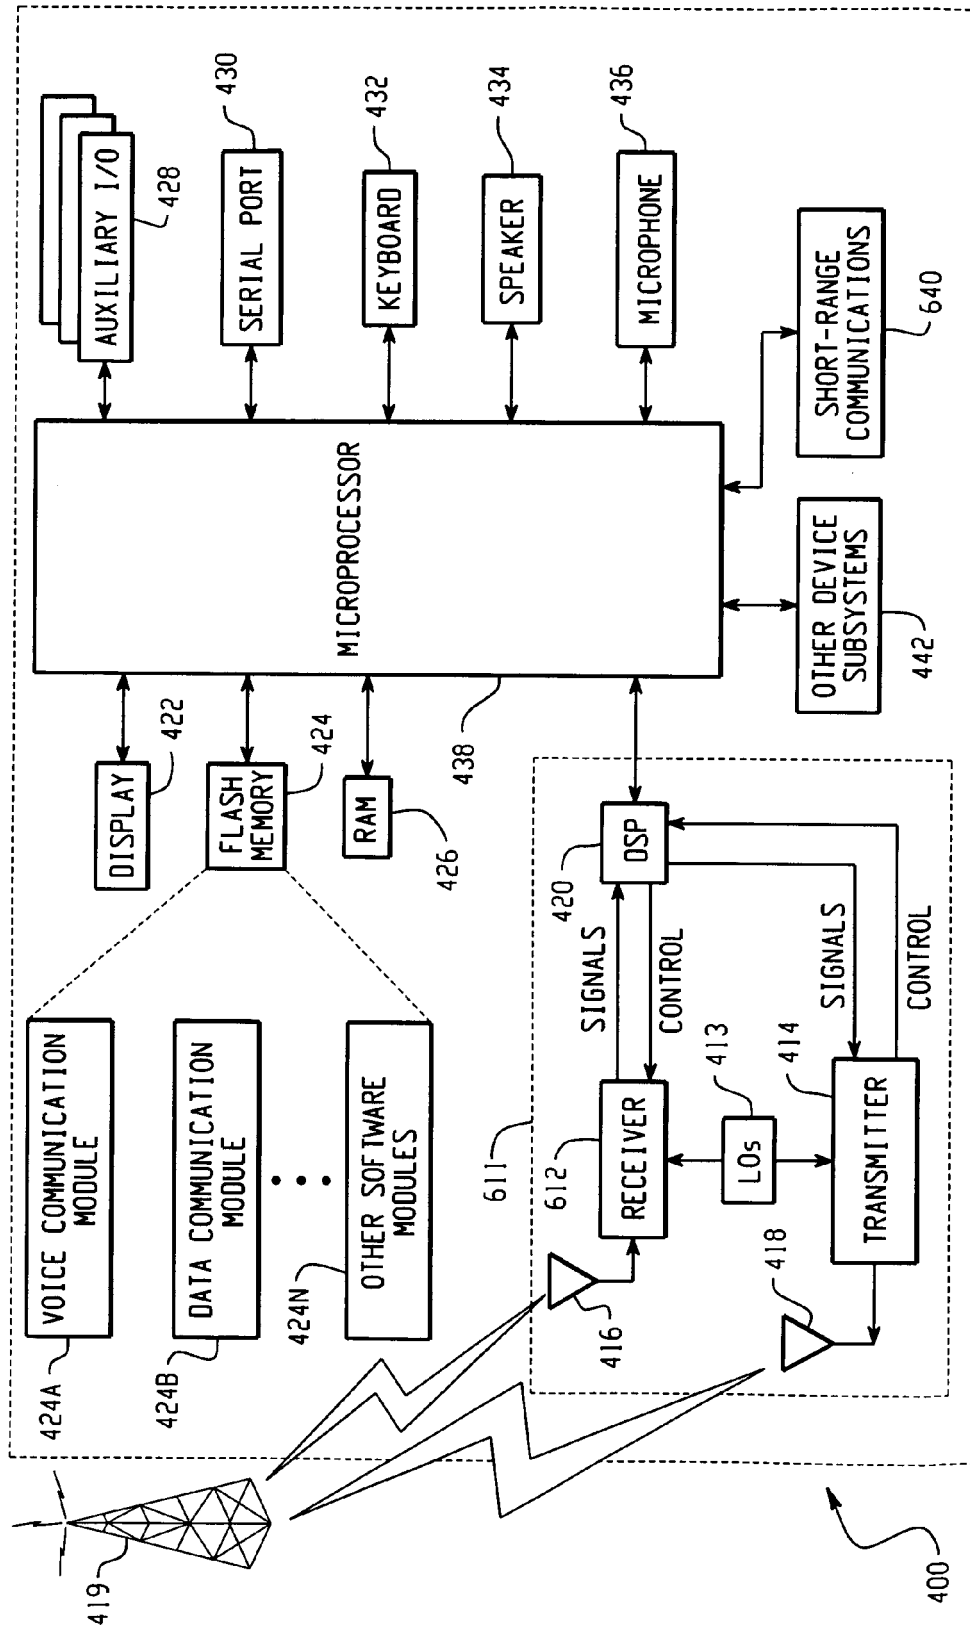 AUXILIARY I/O
428
SERIAL PORT
430
KEYBOARD
432
SPEAKER
434
MICROPHONE
436
MICROPROCESSOR
438
SHORT-RANGE
COMMUNICATIONS
640
OTHER DEVICE
SUBSYSTEMS
442
DISPLAY
422
FLASH
MEMORY
424
RAM
426
VOICE COMMUNICATION
MODULE
424A
DATA COMMUNICATION
MODULE
424B
OTHER SOFTWARE
MODULES
424N
DSP
420
SIGNALS
CONTROL
SIGNALS
CONTROL
611
RECEIVER
612
LOs
413
TRANSMITTER
414
416
418
419
400